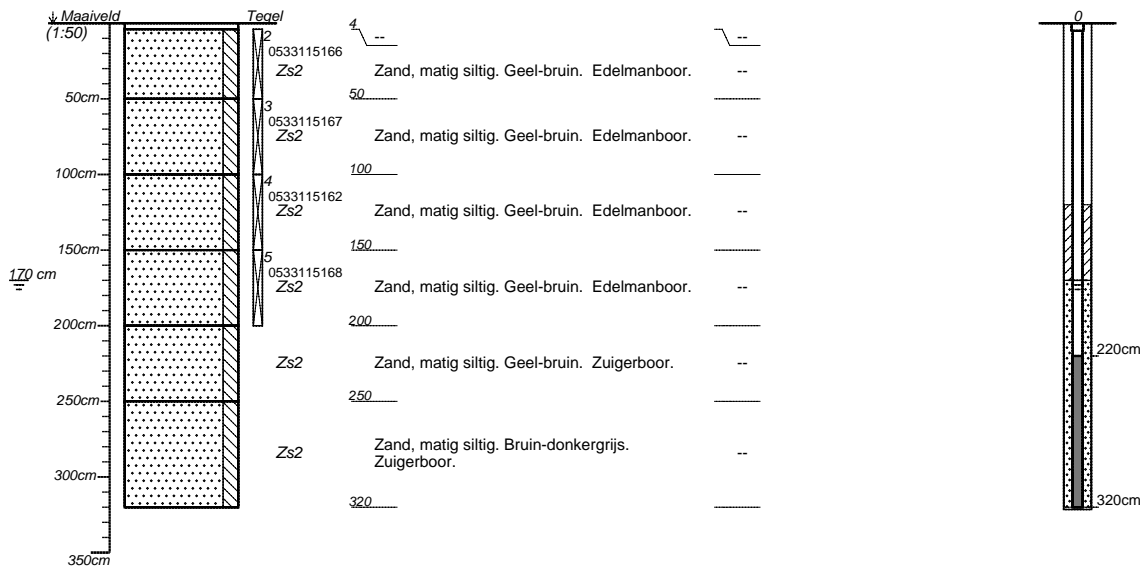 Maaiveld Tegel 4 0
(1:50) 2 -- --
0533115166
Zs2 Zand, matig siltig. Geel-bruin. Edelmanboor. --
50cm 50
3
0533115167
Zs2 Zand, matig siltig. Geel-bruin. Edelmanboor. --
100cm 100
4
0533115162
Zs2 Zand, matig siltig. Geel-bruin. Edelmanboor. --
150cm 150
5
0533115168
170 cm Zs2 Zand, matig siltig. Geel-bruin. Edelmanboor. --
200cm 200
Zs2 Zand, matig siltig. Geel-bruin. Zuigerboor. -- 220cm
250cm 250
Zs2 Zand, matig siltig. Bruin-donkergrijs. --
Zuigerboor.
300cm
320 320cm
350cm